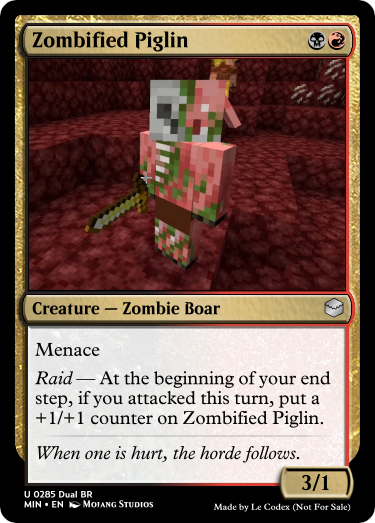 Zombified Piglin
Creature — Zombie Boar
Menace
Raid — At the beginning of your end
step, if you attacked this turn, put a
+1/+1 counter on Zombified Piglin.
When one is hurt, the horde follows.
3/1
U 0285 Dual BR
MIN • EN Mojang Studios
Made by Le Codex (Not For Sale)